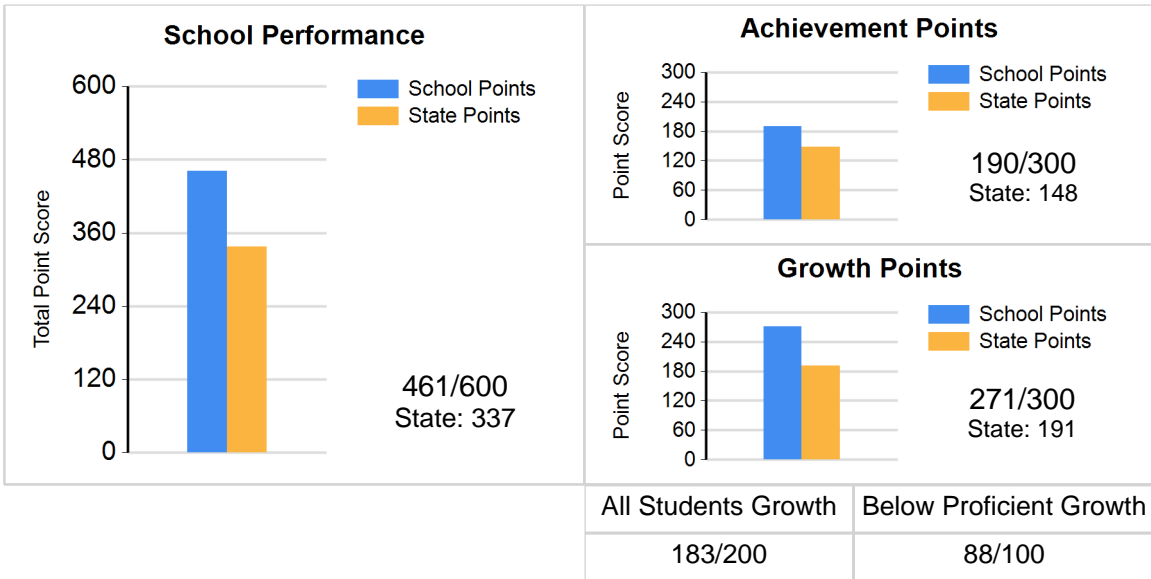 School Performance
Total Point Score
600
480
360
240
120
0
School Points
State Points
461/600
State: 337
Achievement Points
Point Score
300
240
180
120
60
0
School Points
State Points
190/300
State: 148
Growth Points
Point Score
300
240
180
120
60
0
School Points
State Points
271/300
State: 191
All Students Growth Below Proficient Growth
183/200 88/100